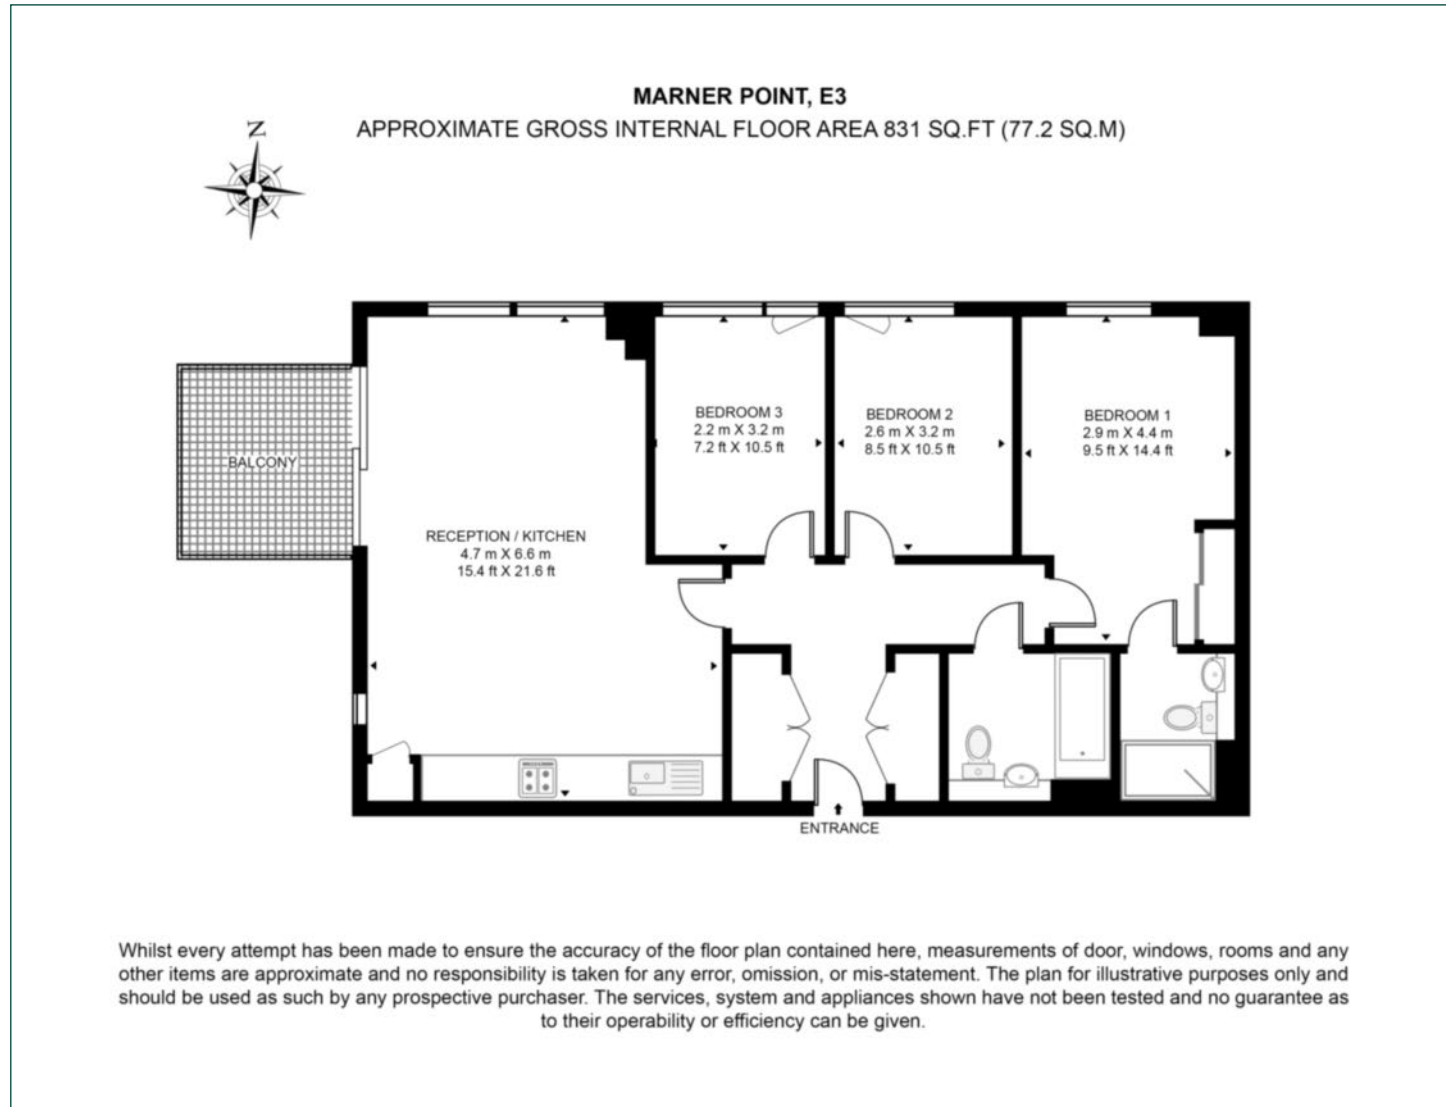 MARNER POINT, E3
APPROXIMATE GROSS INTERNAL FLOOR AREA 831 SQ.FT (77.2 SQ.M)
N
BEDROOM 3
2.2 m X 3.2 m
7.2 ft X 10.5 ft
BEDROOM 2
2.6 m X 3.2 m
8.5 ft X 10.5 ft
BEDROOM 1
2.9 m X 4.4 m
9.5 ft X 14.4 ft
BALCONY
RECEPTION / KITCHEN
4.7 m X 6.6 m
15.4 ft X 21.6 ft
ENTRANCE
Whilst every attempt has been made to ensure the accuracy of the floor plan contained here, measurements of door, windows, rooms and any
other items are approximate and no responsibility is taken for any error, omission, or mis-statement. The plan for illustrative purposes only and
should be used as such by any prospective purchaser. The services, system and appliances shown have not been tested and no guarantee as
to their operability or efficiency can be given.